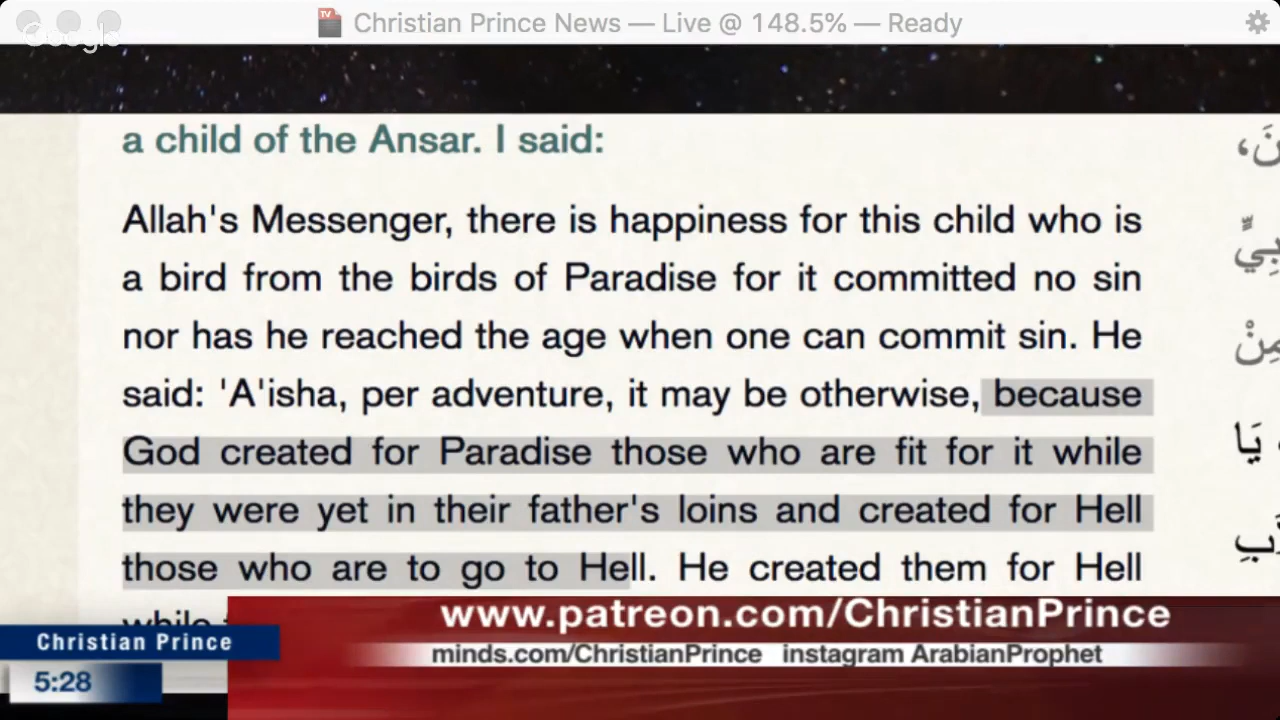 Christian Prince News — Live @ 148.5% — Ready
a child of the Ansar. I said:
Allah's Messenger, there is happiness for this child who is
a bird from the birds of Paradise for it committed no sin
nor has he reached the age when one can commit sin. He
said: 'A'isha, per adventure, it may be otherwise, because
God created for Paradise those who are fit for it while
they were yet in their father's loins and created for Hell
those who are to go to Hell. He created them for Hell
while
www.patreon.com/ChristianPrince
Christian Prince
minds.com/ChristianPrince instagram ArabianProphet
5:28
يَا